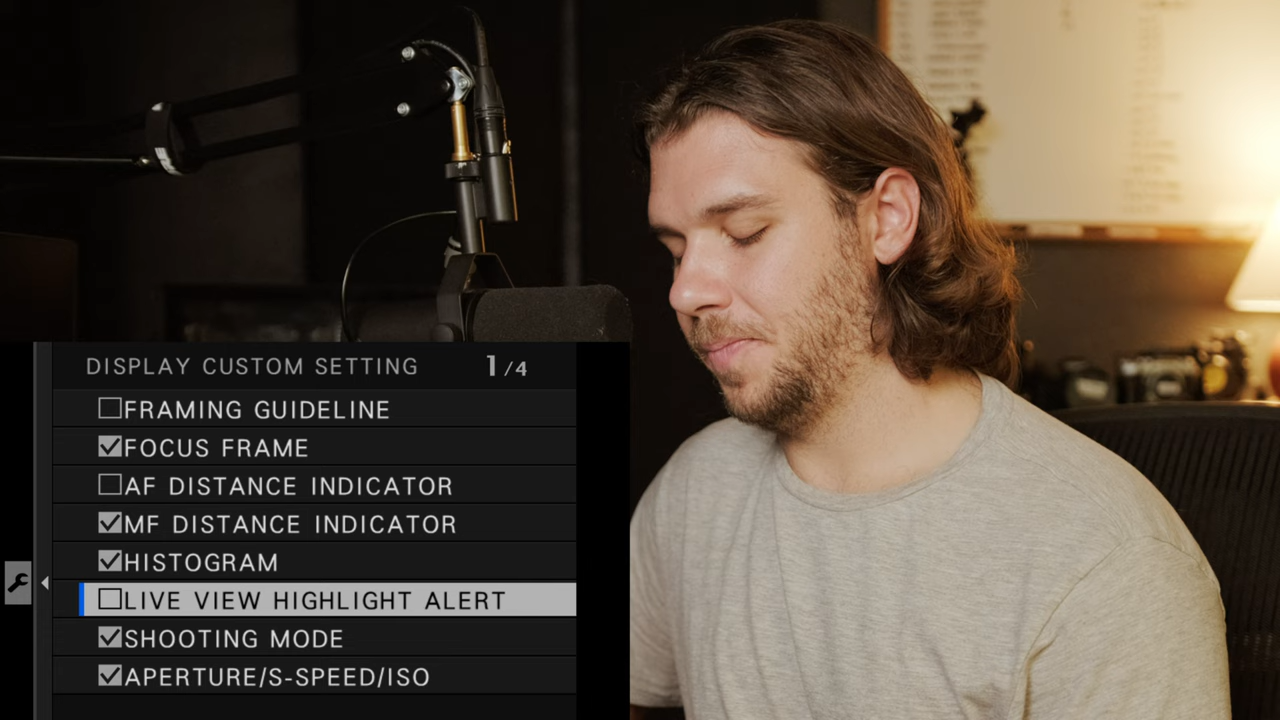 DISPLAY CUSTOM SETTING 1/4
FRAMING GUIDELINE
FOCUS FRAME
AF DISTANCE INDICATOR
MF DISTANCE INDICATOR
HISTOGRAM
LIVE VIEW HIGHLIGHT ALERT
SHOOTING MODE
APERTURE/S-SPEED/ISO